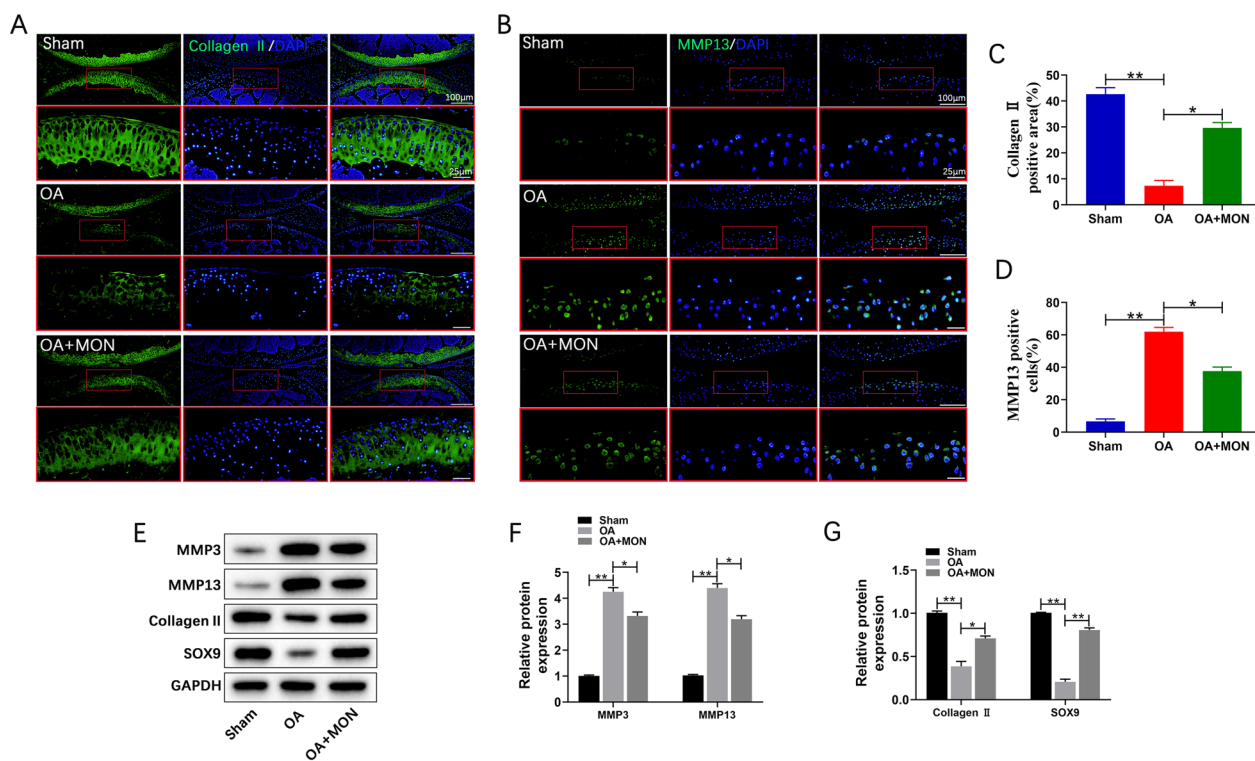 A
Sham
Collagen Ⅱ/DAPI
100μm
25μm
OA
OA+MON
B
Sham
MMP13/DAPI
100μm
25μm
OA
OA+MON
C
Collagen Ⅱ
positive area(%)
50
40
30
20
10
0
**
*
Sham OA OA+MON
D
MMP13 positive
cells(%)
80
60
40
20
0
**
*
Sham OA OA+MON
E
MMP3
MMP13
Collagen Ⅱ
SOX9
GAPDH
Sham OA OA+MON
F
Sham
OA
OA+MON
Relative protein
expression
6
5
4
3
2
1
0
** * ** *
MMP3 MMP13
G
Sham
OA
OA+MON
Relative protein
expression
1.5
1.0
0.5
0.0
** * ** **
Collagen Ⅱ SOX9